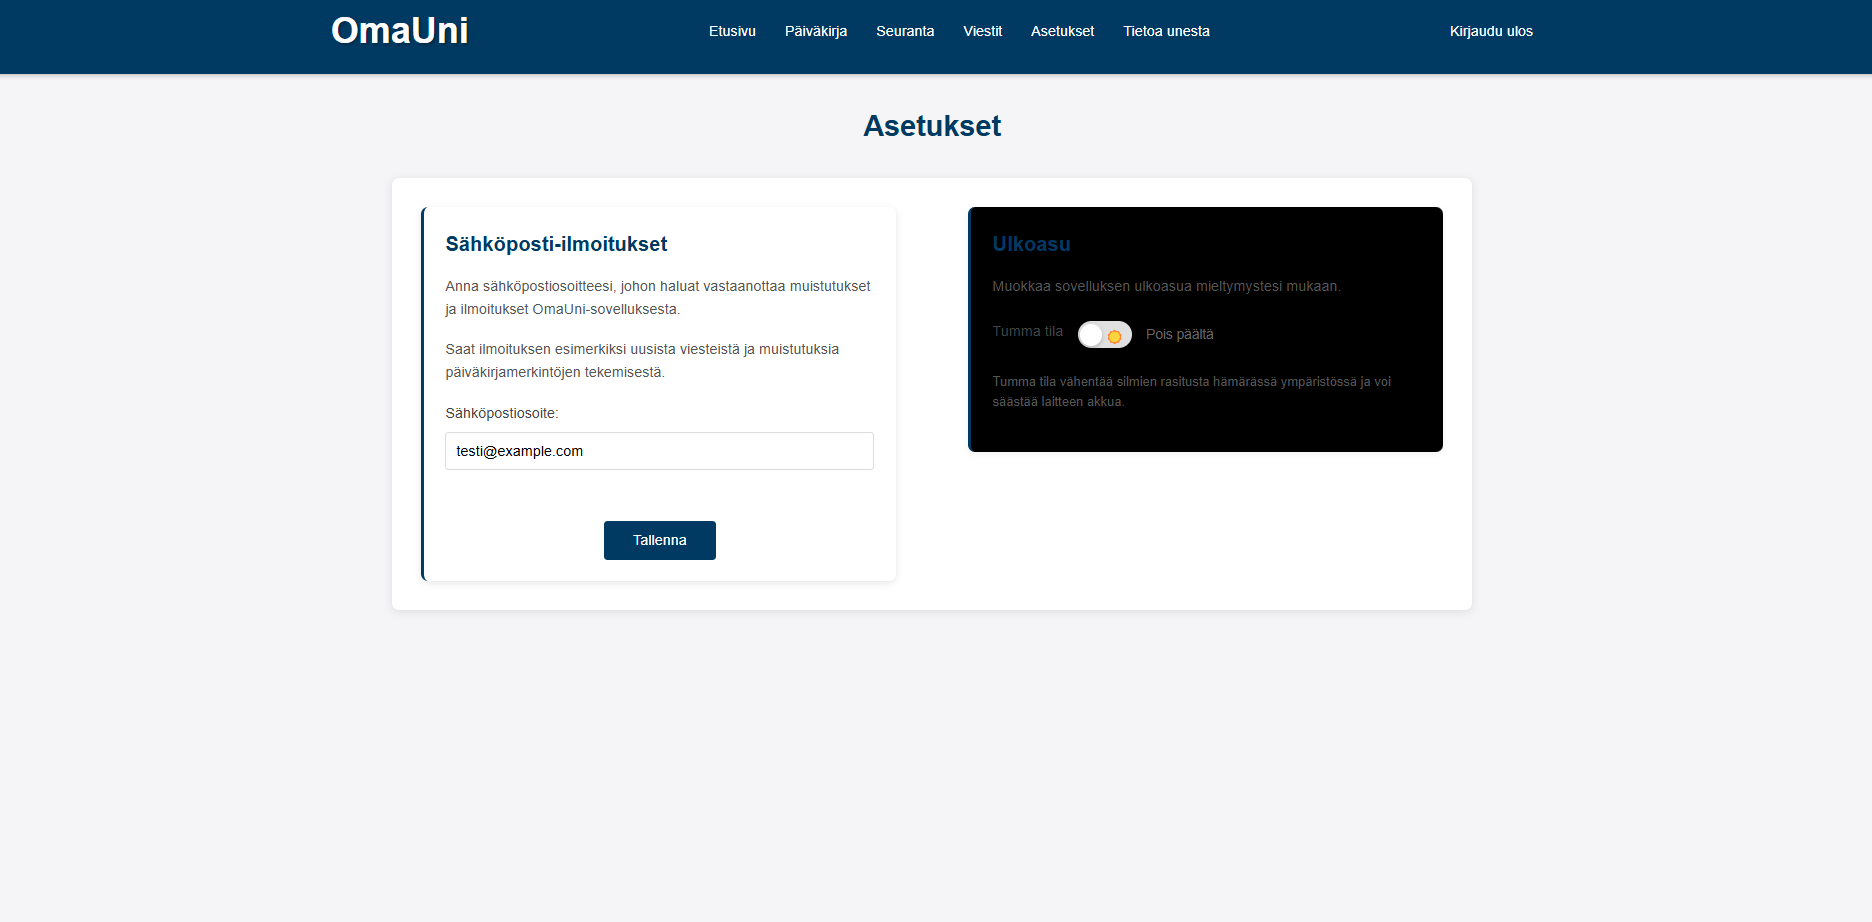 OmaUni
Etusivu Päiväkirja Seuranta Viestit Asetukset Tietoa unesta Kirjaudu ulos
Asetukset
Sähköposti-ilmoitukset
Anna sähköpostiosoitteesi, johon haluat vastaanottaa muistutukset
ja ilmoitukset OmaUni-sovelluksesta.
Saat ilmoituksen esimerkiksi uusista viesteistä ja muistutuksia
päiväkirjamerkintöjen tekemisestä.
Sähköpostiosoite:
testi@example.com
Tallenna
Ulkoasu
Muokkaa sovelluksen ulkoasua mieltymystesi mukaan.
Tumma tila Pois päältä
Tumma tila vähentää silmien rasitusta hämärässä ympäristössä ja voi
säästää laitteen akkua.